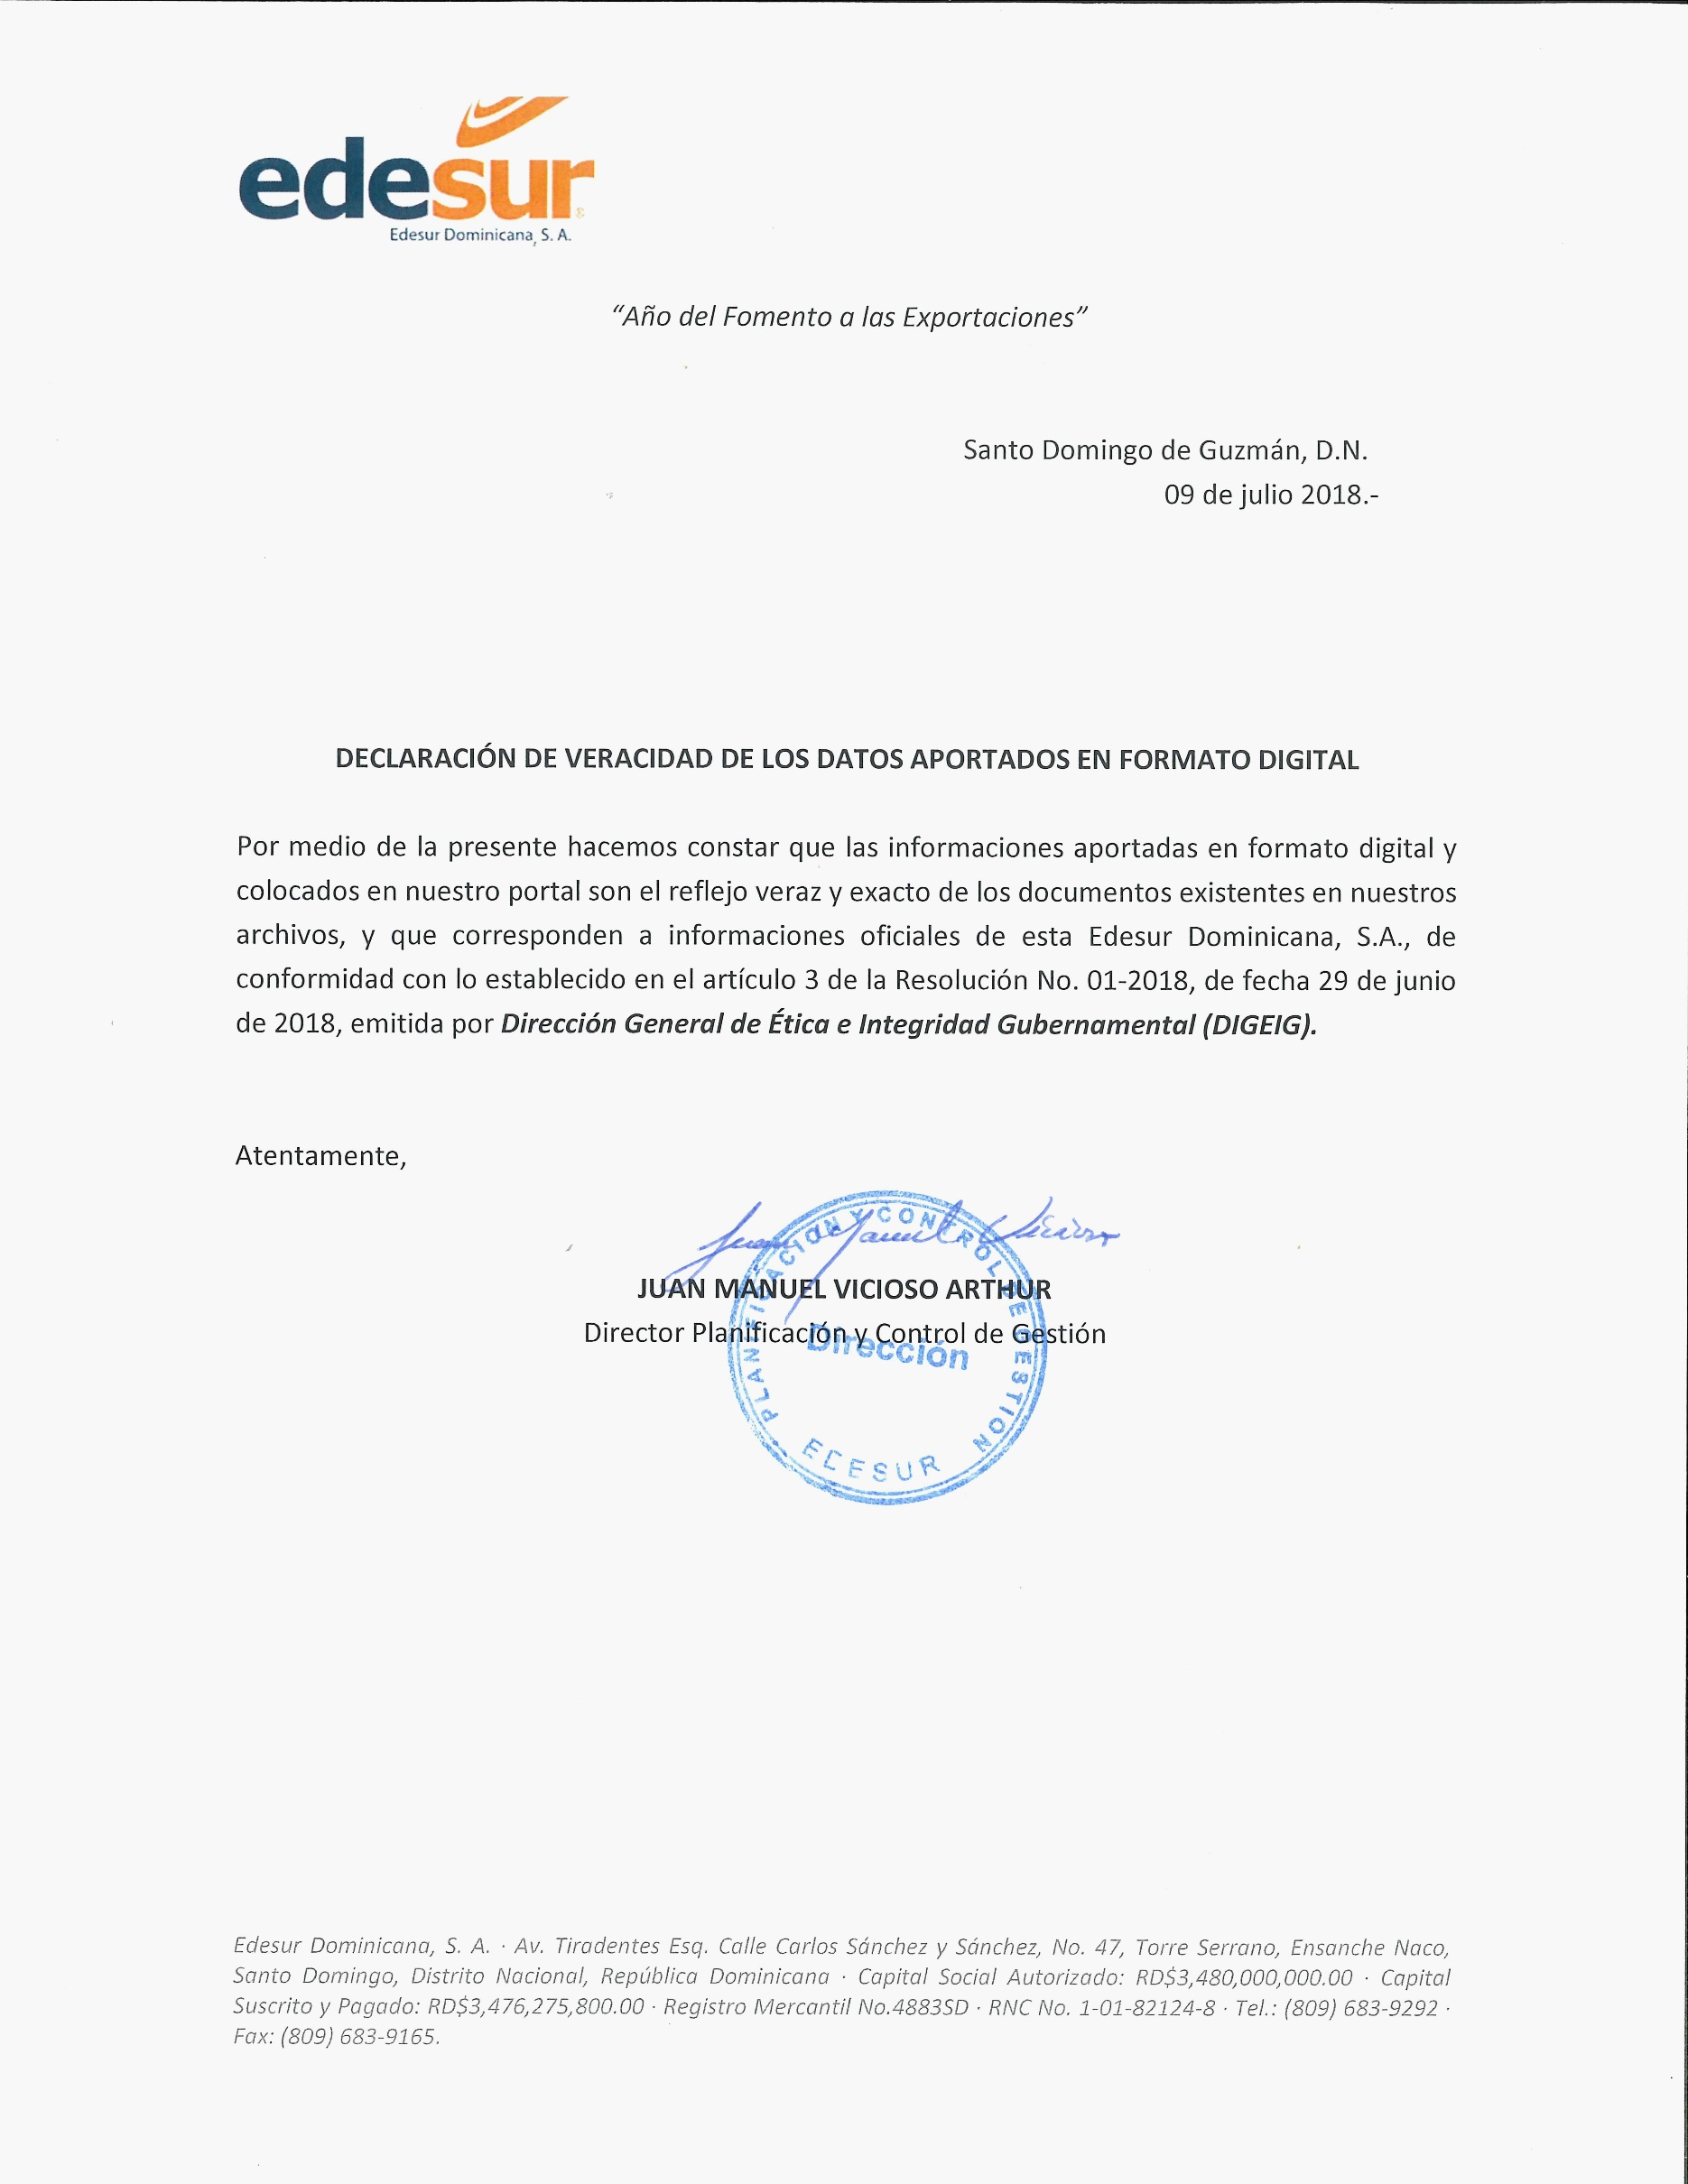 edesur
Edesur Dominicana, S. A.
“Año del Fomento a las Exportaciones”
Santo Domingo de Guzmán, D.N.
09 de julio 2018.-
DECLARACIÓN DE VERACIDAD DE LOS DATOS APORTADOS EN FORMATO DIGITAL
Por medio de la presente hacemos constar que las informaciones aportadas en formato digital y
colocados en nuestro portal son el reflejo veraz y exacto de los documentos existentes en nuestros
archivos, y que corresponden a informaciones oficiales de esta Edesur Dominicana, S.A., de
conformidad con lo establecido en el artículo 3 de la Resolución No. 01-2018, de fecha 29 de junio
de 2018, emitida por Dirección General de Ética e Integridad Gubernamental (DIGEIG).
Atentamente,
Juan Manuel Vicioso
JUAN MANUEL VICIOSO ARTHUR
Director Planificación y Control de Gestión
PLANIFICACION Y CONTROL DE GESTION
Dirección
EDESUR
Edesur Dominicana, S. A. · Av. Tiradentes Esq. Calle Carlos Sánchez y Sánchez, No. 47, Torre Serrano, Ensanche Naco,
Santo Domingo, Distrito Nacional, República Dominicana · Capital Social Autorizado: RD$3,480,000,000.00 · Capital
Suscrito y Pagado: RD$3,476,275,800.00 · Registro Mercantil No.4883SD · RNC No. 1-01-82124-8 · Tel.: (809) 683-9292 ·
Fax: (809) 683-9165.